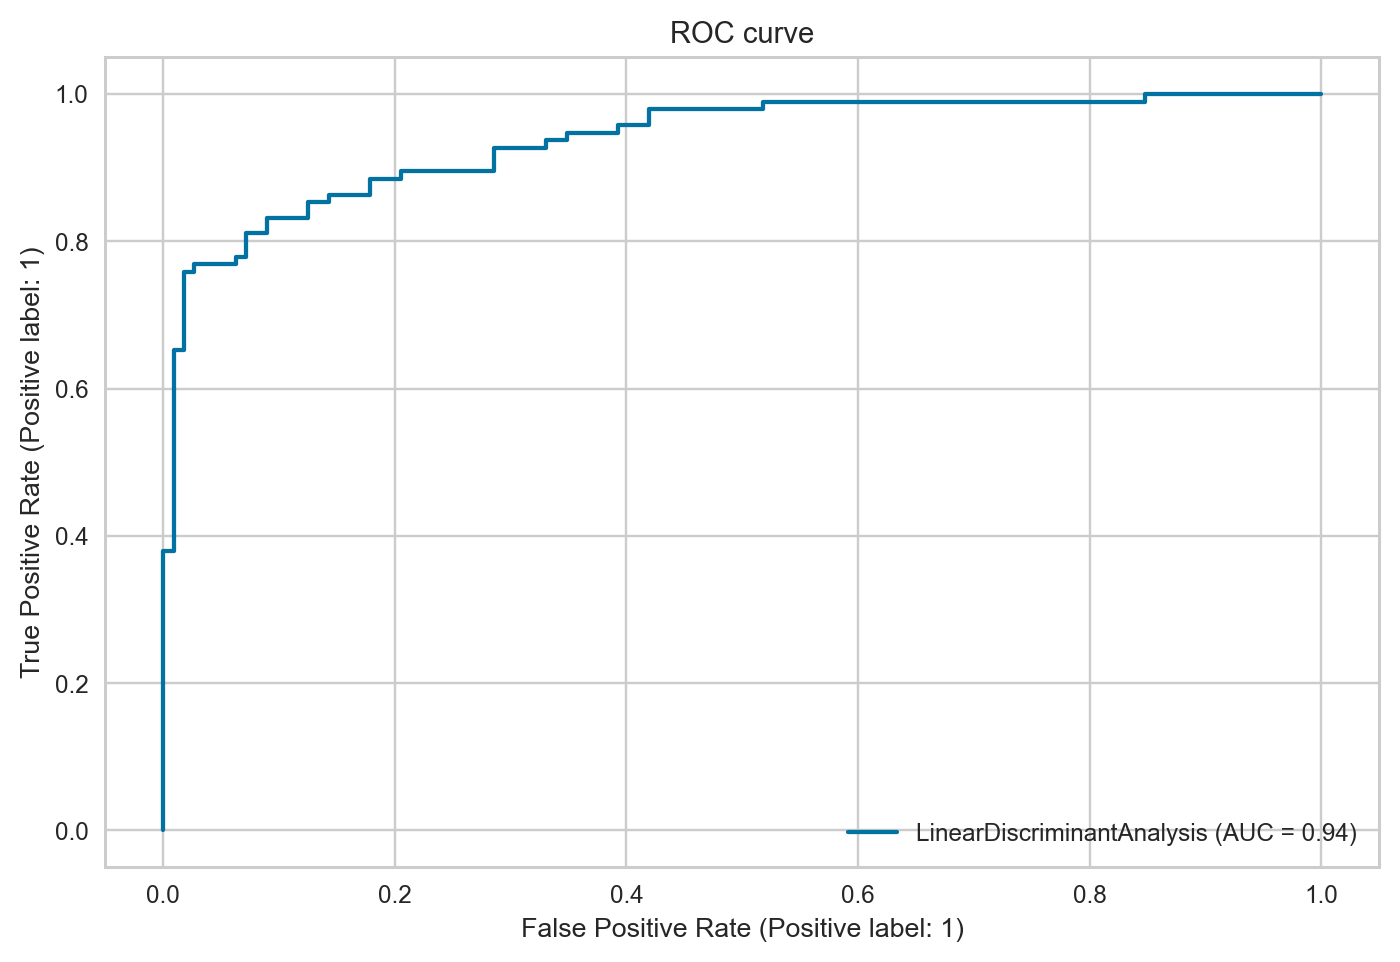 ROC curve
True Positive Rate (Positive label: 1)
1.0
0.8
0.6
0.4
0.2
0.0
LinearDiscriminantAnalysis (AUC = 0.94)
0.0 0.2 0.4 0.6 0.8 1.0
False Positive Rate (Positive label: 1)